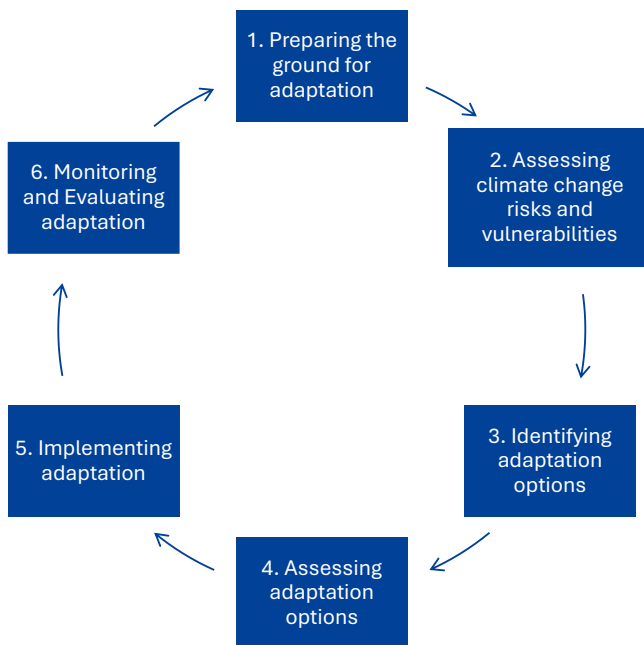 1. Preparing the
ground for
adaptation
2. Assessing
climate change
risks and
vulnerabilities
3. Identifying
adaptation
options
4. Assessing
adaptation
options
5. Implementing
adaptation
6. Monitoring
and Evaluating
adaptation